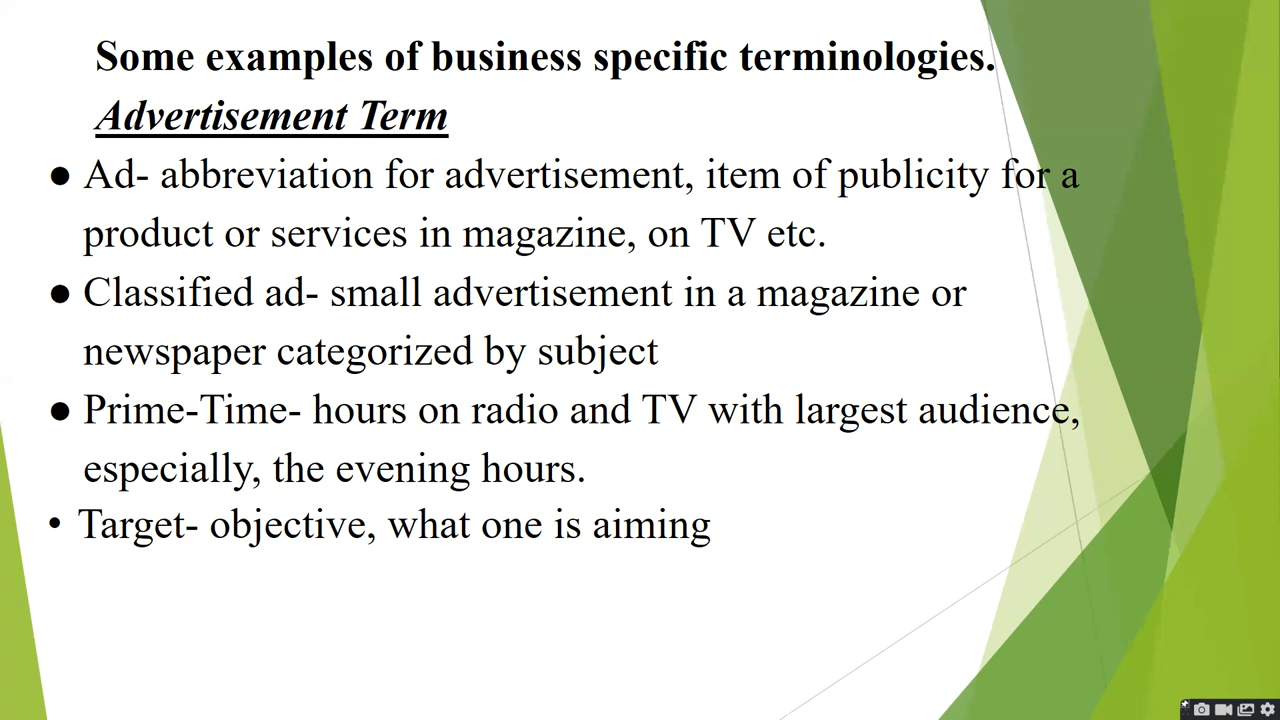 Some examples of business specific terminologies.
Advertisement Term
● Ad- abbreviation for advertisement, item of publicity for a
product or services in magazine, on TV etc.
● Classified ad- small advertisement in a magazine or
newspaper categorized by subject
● Prime-Time- hours on radio and TV with largest audience,
especially, the evening hours.
• Target- objective, what one is aiming